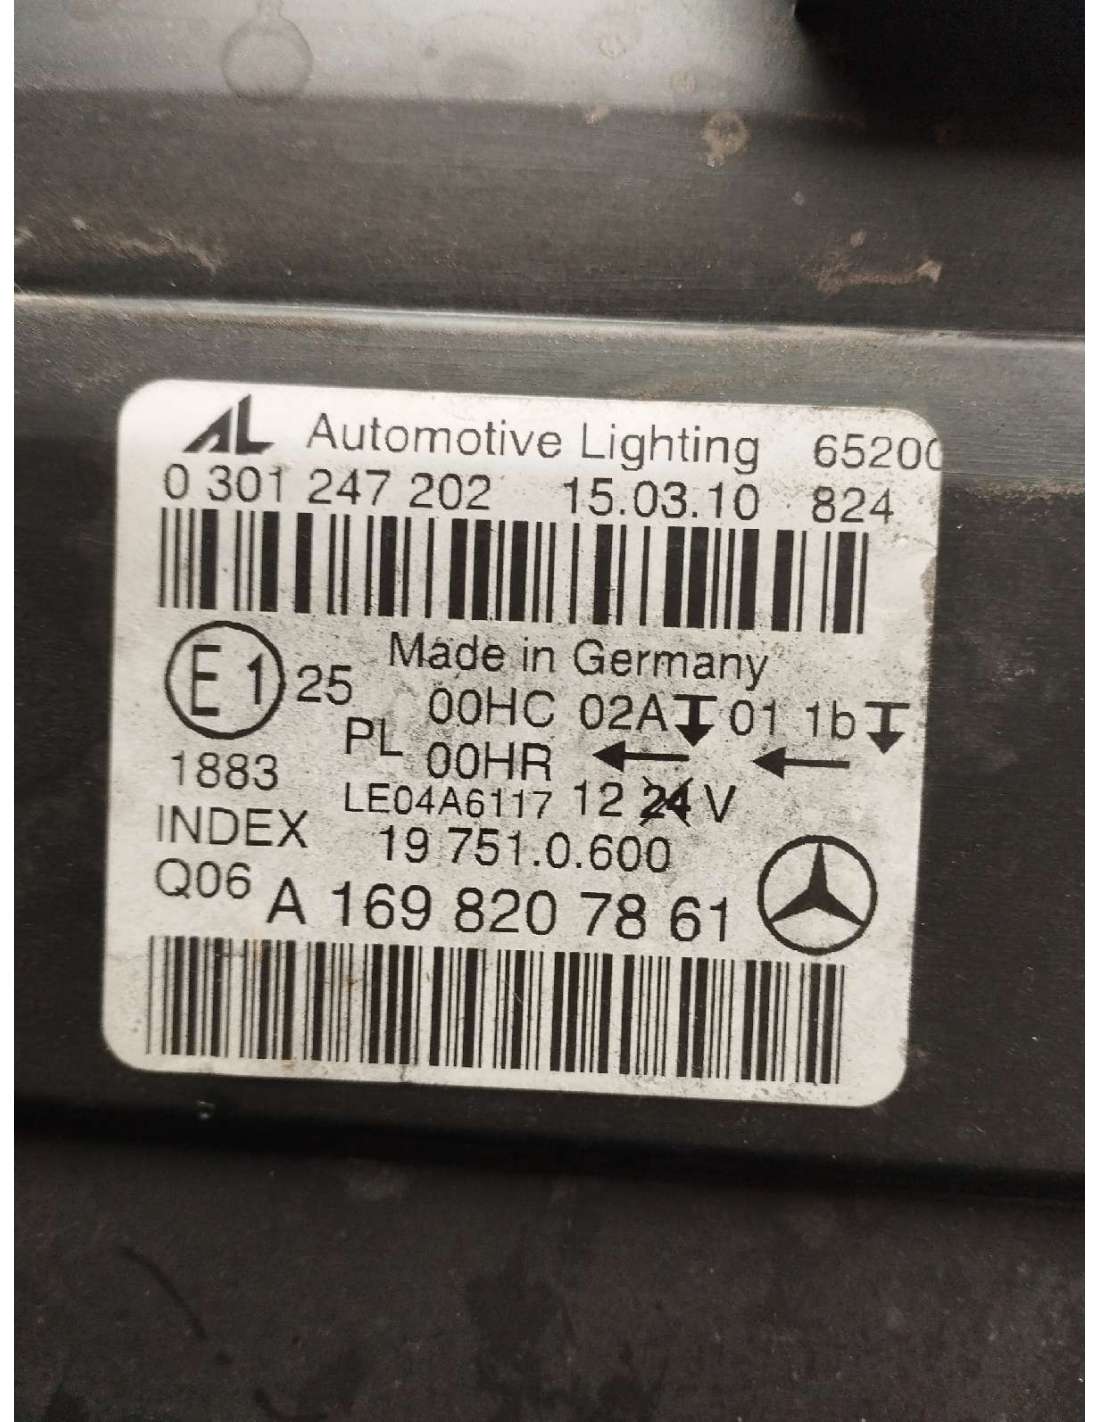 AL Automotive Lighting 65200
0 301 247 202 15.03.10 824
Made in Germany
E1 25 00HC 02A 01 1b
PL 00HR
1883 LE04A6117 12 24 V
INDEX 19 751.0.600
Q06 A 169 820 78 61